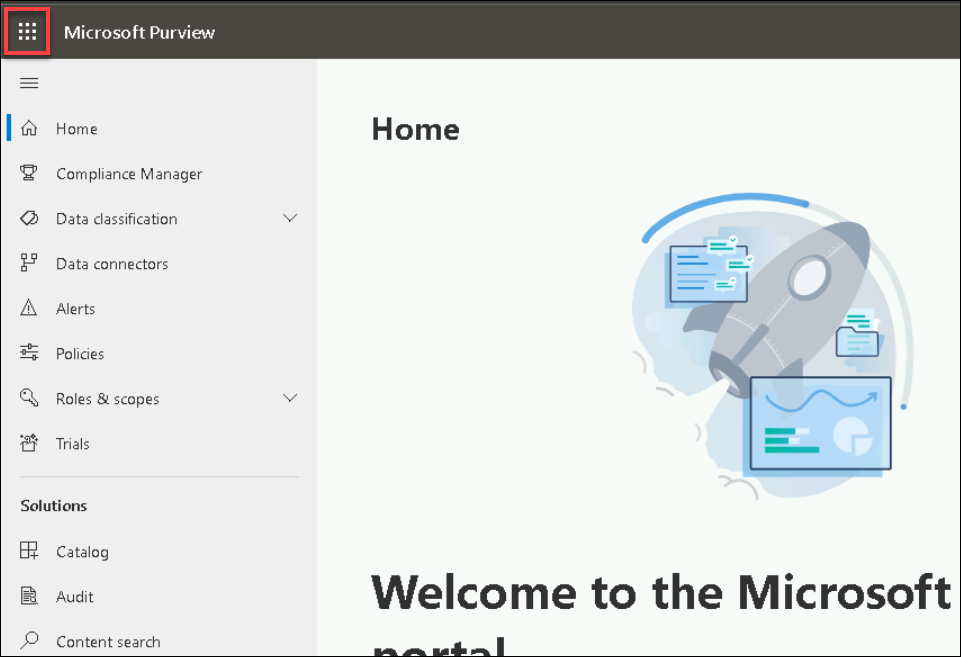 Microsoft Purview
Home
Compliance Manager
Data classification
Data connectors
Alerts
Policies
Roles & scopes
Trials
Solutions
Catalog
Audit
Content search
Home
Welcome to the Microsoft
portal